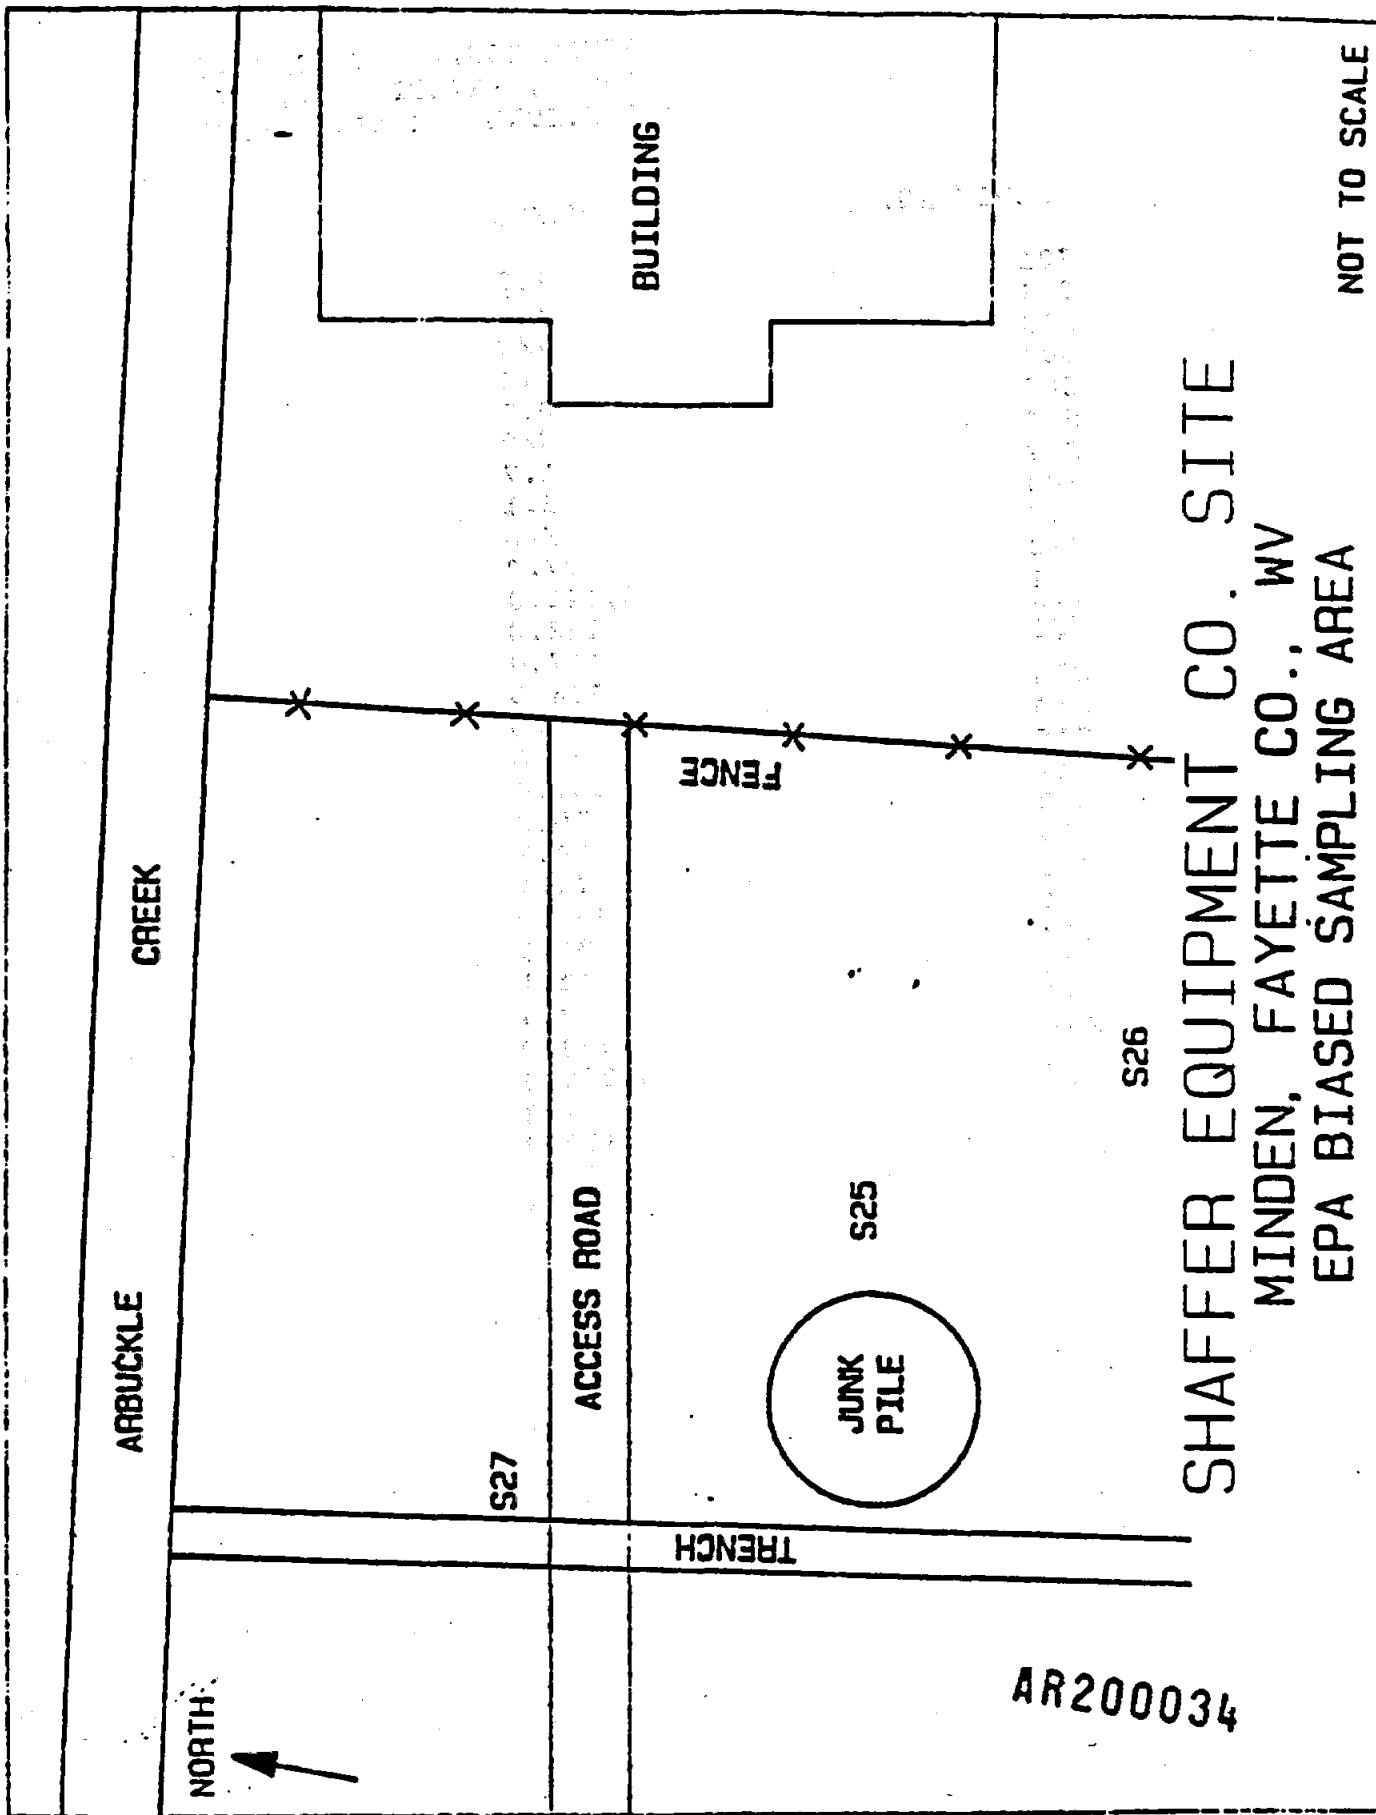 NORTH
ARBUCKLE CREEK
BUILDING
S27
ACCESS ROAD
FENCE
TRENCH
JUNK
PILE
S25
S26
SHAFFER EQUIPMENT CO. SITE
MINDEN, FAYETTE CO., WV
EPA BIASED SAMPLING AREA
NOT TO SCALE
AR200034